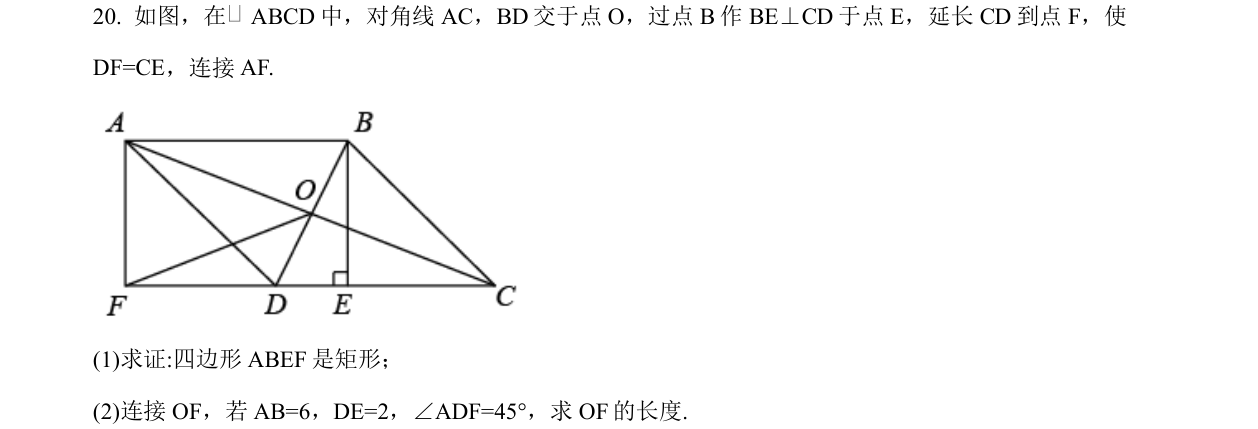 20. 如图，在▱ ABCD 中，对角线 AC，BD 交于点 O，过点 B 作 BE⊥CD 于点 E，延长 CD 到点 F，使
DF=CE，连接 AF.
A
B
O
F
D
E
C
(1)求证:四边形 ABEF 是矩形；
(2)连接 OF，若 AB=6，DE=2，∠ADF=45°，求 OF 的长度.